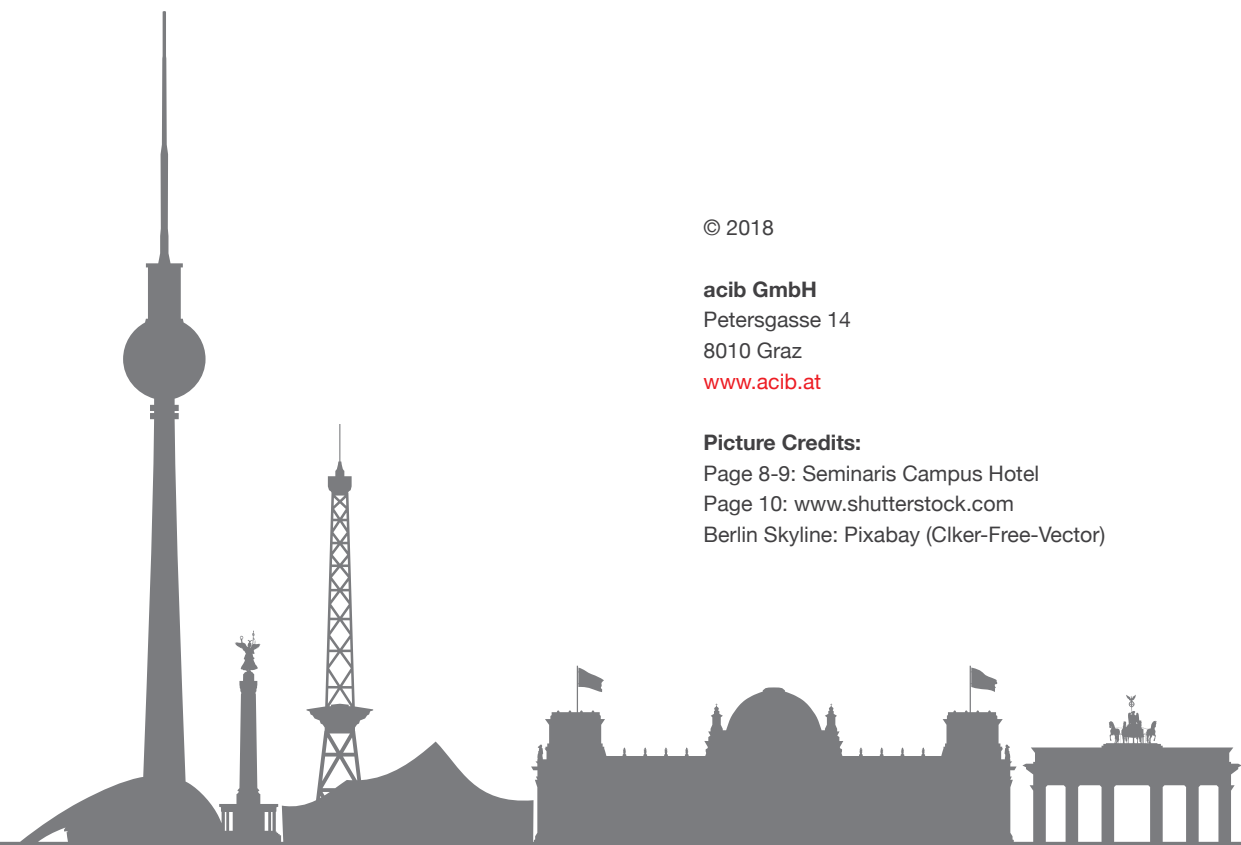 © 2018
acib GmbH
Petersgasse 14
8010 Graz
www.acib.at
Picture Credits:
Page 8-9: Seminaris Campus Hotel
Page 10: www.shutterstock.com
Berlin Skyline: Pixabay (Clker-Free-Vector)